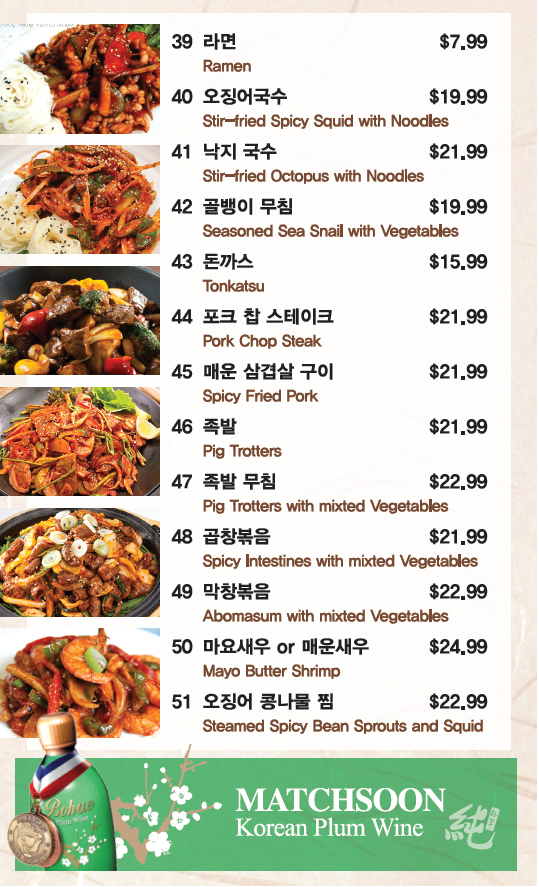 39 라면 $7.99
Ramen
40 오징어국수 $19.99
Stir-fried Spicy Squid with Noodles
41 낙지 국수 $21.99
Stir-fried Octopus with Noodles
42 골뱅이 무침 $19.99
Seasoned Sea Snail with Vegetables
43 돈까스 $15.99
Tonkatsu
44 포크 찹 스테이크 $21.99
Pork Chop Steak
45 매운 삼겹살 구이 $21.99
Spicy Fried Pork
46 족발 $21.99
Pig Trotters
47 족발 무침 $22.99
Pig Trotters with mixted Vegetables
48 곱창볶음 $21.99
Spicy Intestines with mixted Vegetables
49 막창볶음 $22.99
Abomasum with mixted Vegetables
50 마요새우 or 매운새우 $24.99
Mayo Butter Shrimp
51 오징어 콩나물 찜 $22.99
Steamed Spicy Bean Sprouts and Squid
Bohae
Plum Wine
MATCHSOON
Korean Plum Wine 純